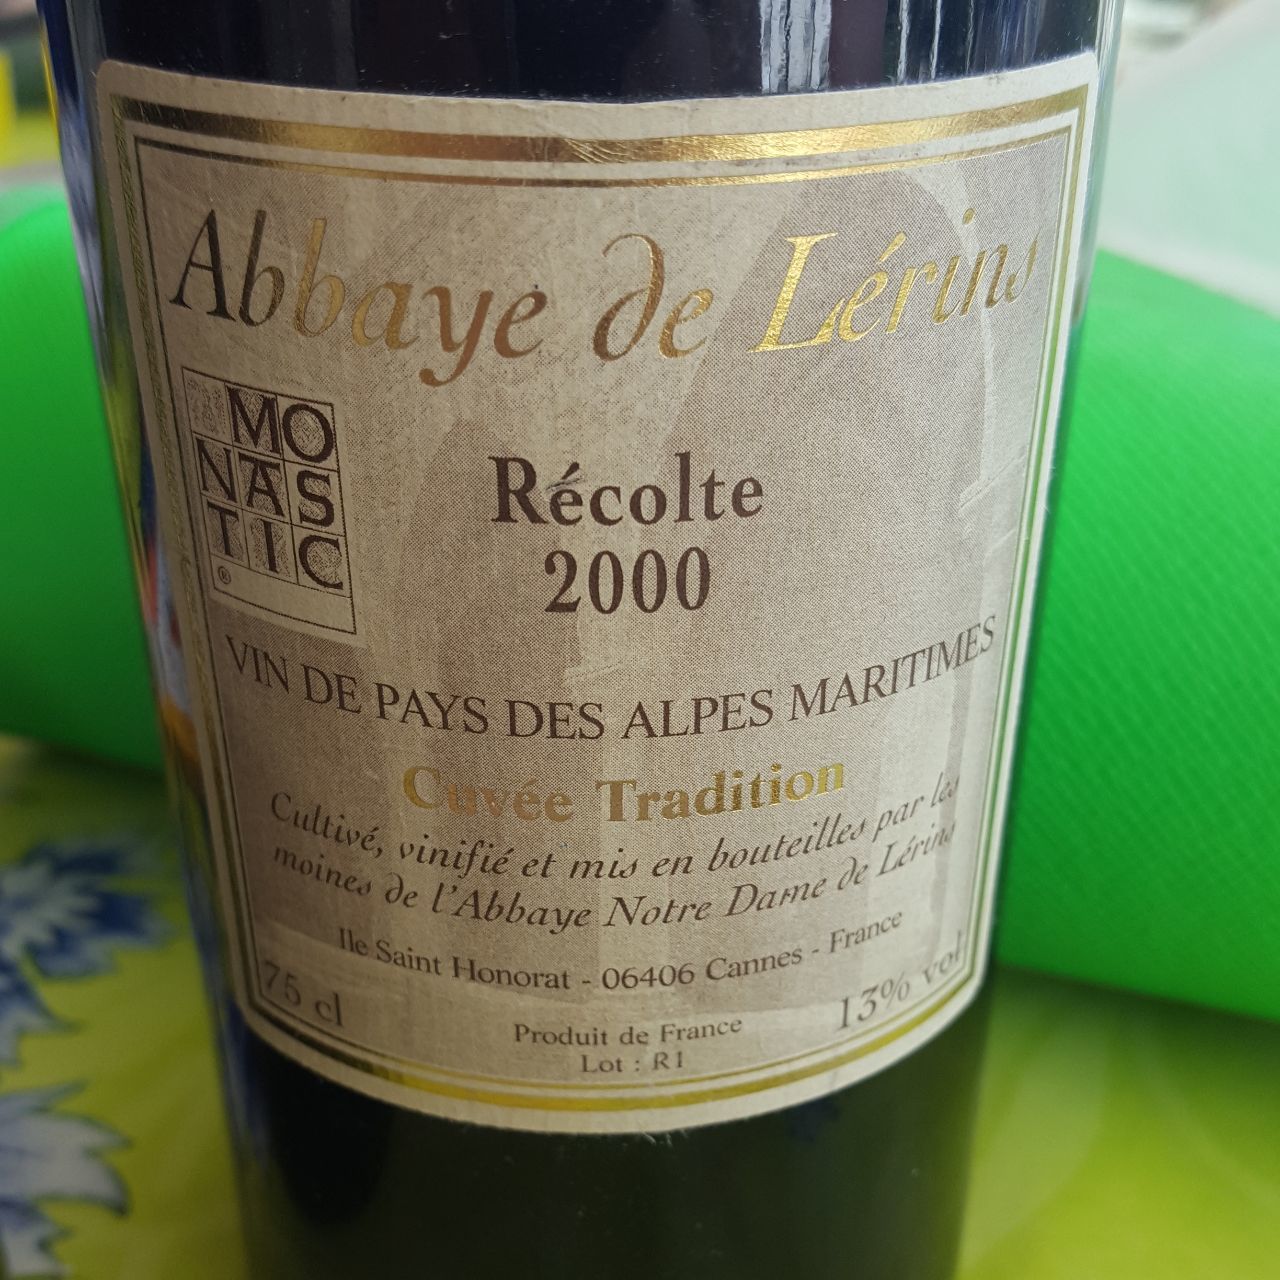 Abbaye de Lérins
MO
NAS
TIC
®
Récolte
2000
VIN DE PAYS DES ALPES MARITIMES
Cuvée Tradition
Cultivé, vinifié et mis en bouteilles par les
moines de l'Abbaye Notre Dame de Lérins
Ile Saint Honorat - 06406 Cannes - France
75 cl
13% vol
Produit de France
Lot : R1